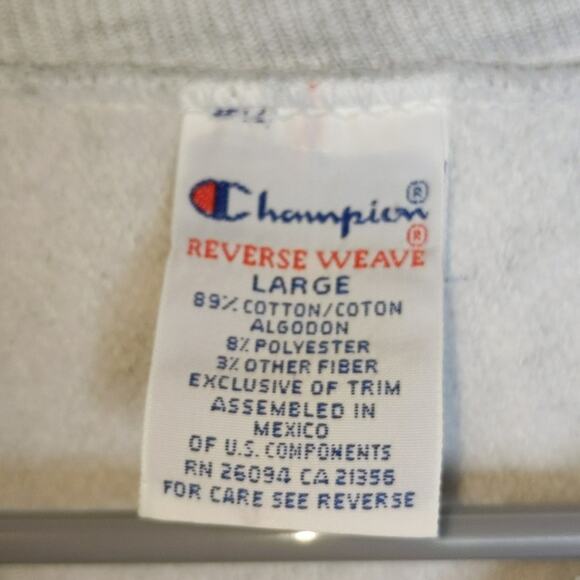 Champion®
REVERSE WEAVE®
LARGE
89% COTTON/COTON
ALGODON
8% POLYESTER
3% OTHER FIBER
EXCLUSIVE OF TRIM
ASSEMBLED IN
MEXICO
OF U.S. COMPONENTS
RN 26094 CA 21356
FOR CARE SEE REVERSE